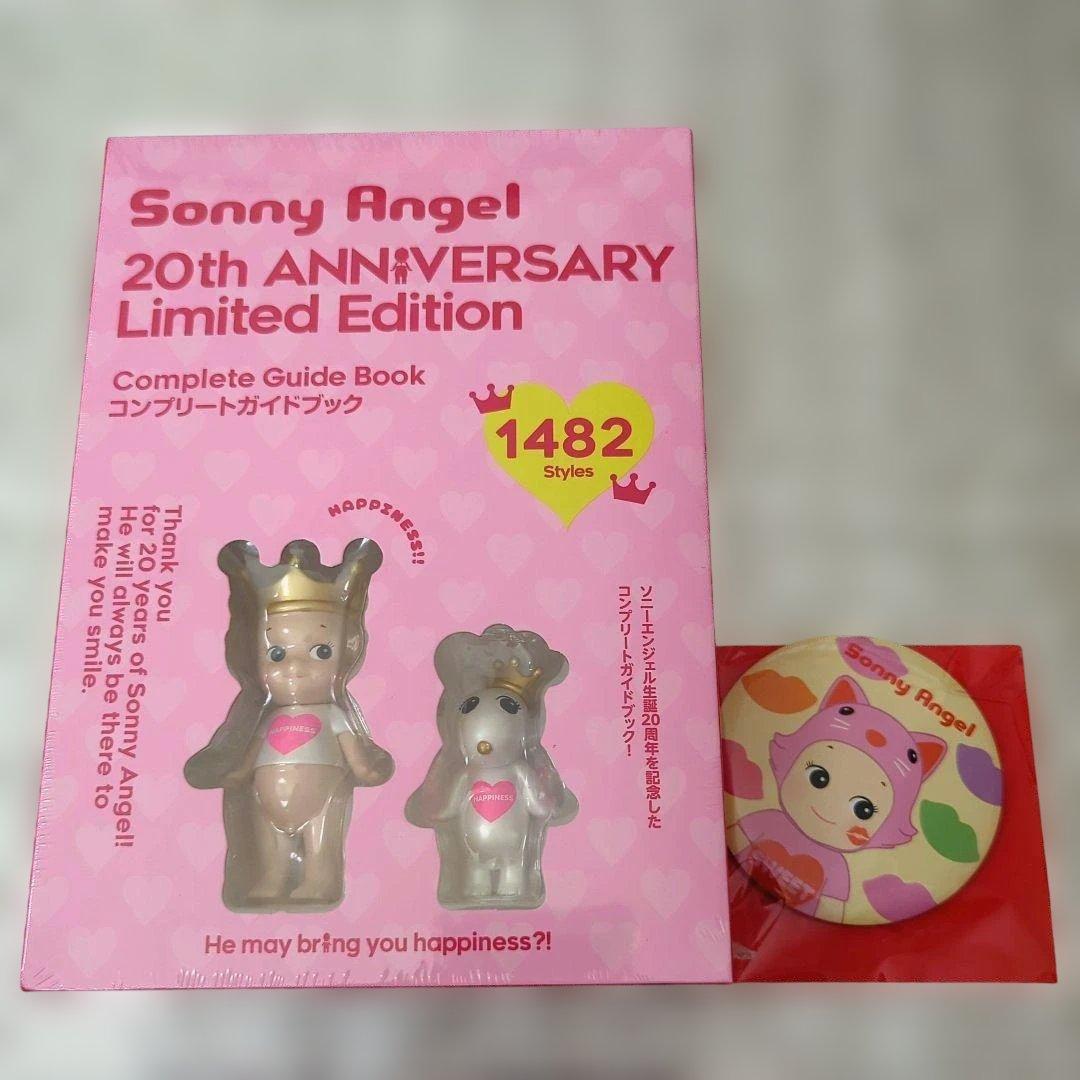 Sonny Angel
20th ANNIVERSARY
Limited Edition
Complete Guide Book
コンプリートガイドブック
1482
Styles
HAPPINESS!!
Thank you
for 20 years of Sonny Angel!
He will always be there to
make you smile.
HAPPINESS
HAPPINESS
ソニーエンジェル生誕20周年を記念した
コンプリートガイドブック!
He may bring you happiness?!
Sonny Angel
SWEET